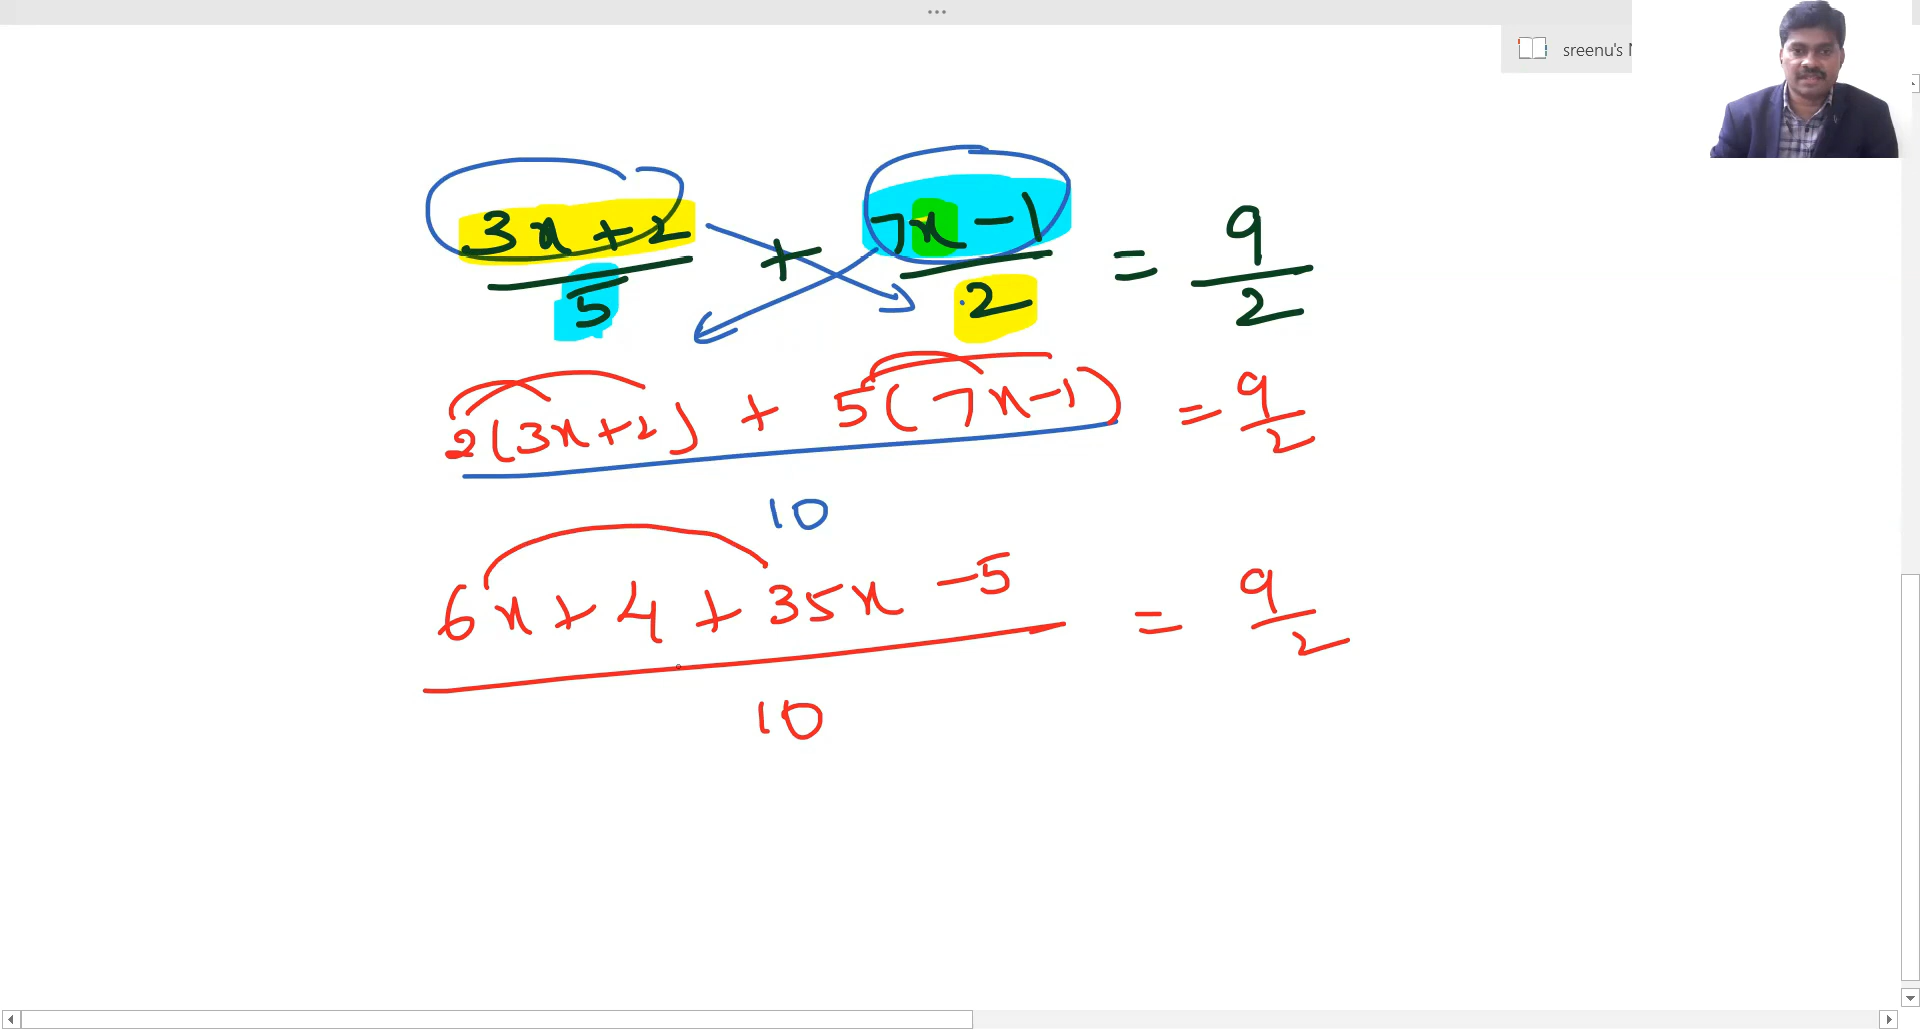 sreenu's
(3x+2)/5 + (7x-1)/2 = 9/2
(2(3x+2) + 5(7x-1))/10 = 9/2
(6x+4+35x-5)/10 = 9/2